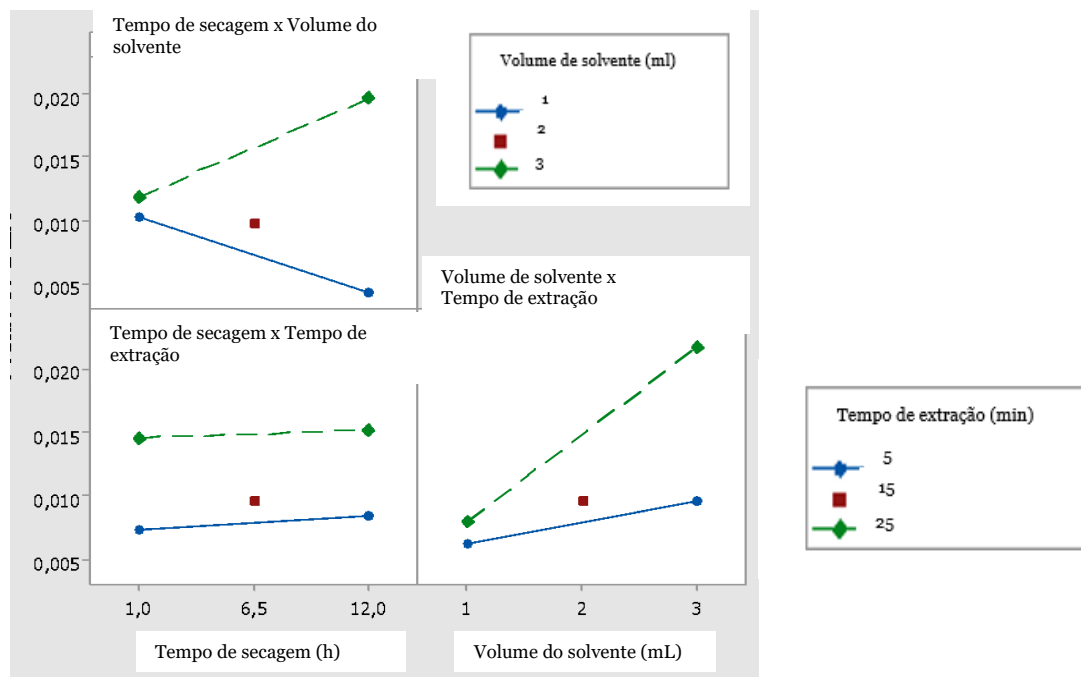 Tempo de secagem x Volume do
solvente
Volume de solvente (ml)
1
2
3
0,020
0,015
0,010
0,005
Volume de solvente x
Tempo de extração
Tempo de secagem x Tempo de
extração
0,020
0,015
0,010
0,005
Tempo de extração (min)
5
15
25
1,0 6,5 12,0 1 2 3
Tempo de secagem (h) Volume do solvente (mL)